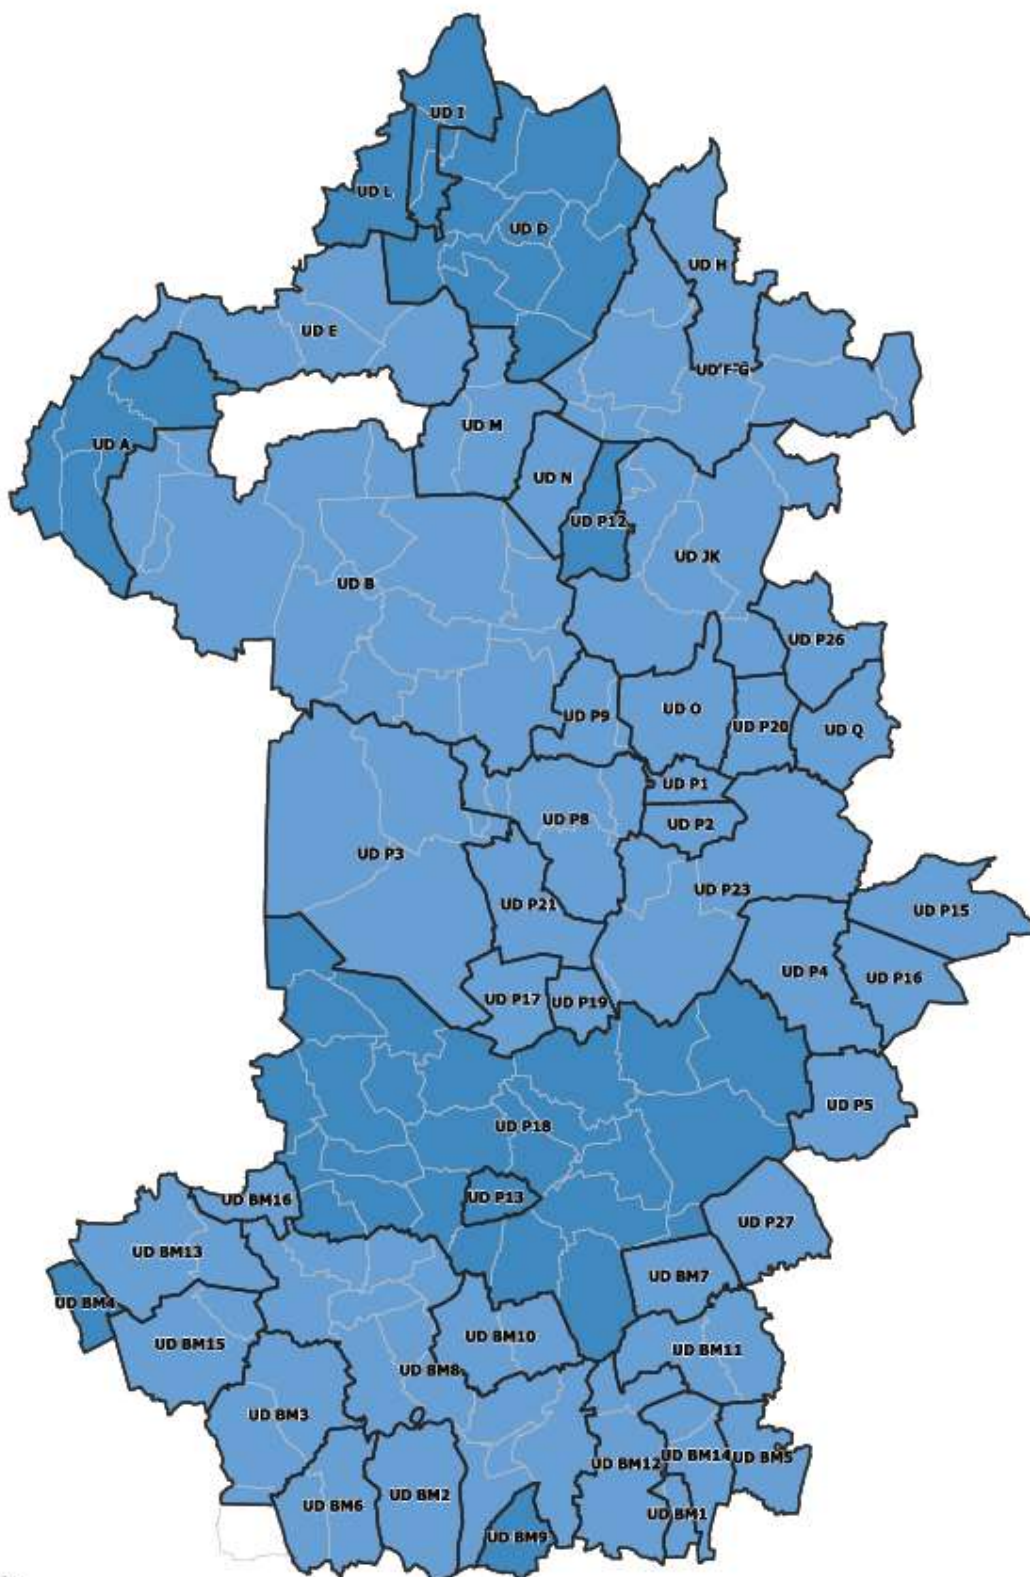 UD I
UD L
UD D
UD H
UD E
UD F-G
UD M
UD A
UD N
UD P12
UD JK
UD B
UD P26
UD O
UD P9
UD P20
UD Q
UD P1
UD P8
UD P2
UD P3
UD P23
UD P21
UD P15
UD P4
UD P16
UD P17
UD P19
UD P5
UD P18
UD P13
UD BM16
UD P27
UD BM13
UD BM7
UD BM4
UD BM10
UD BM15
UD BM11
UD BM8
UD BM3
UD BM14
UD BM5
UD BM12
UD BM2
UD BM6
UD BM1
UD BM9